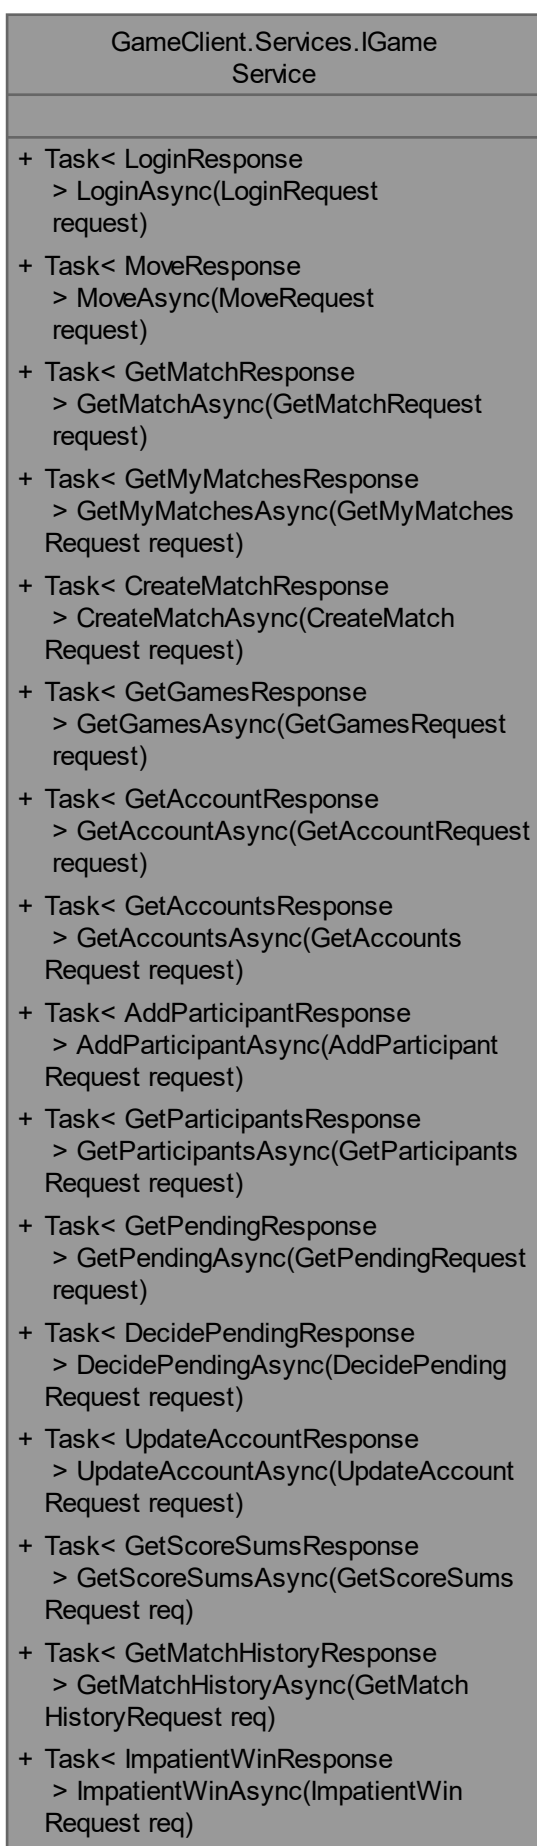 GameClient.Services.IGame
Service
+ Task< LoginResponse
> LoginAsync(LoginRequest
request)
+ Task< MoveResponse
> MoveAsync(MoveRequest
request)
+ Task< GetMatchResponse
> GetMatchAsync(GetMatchRequest
request)
+ Task< GetMyMatchesResponse
> GetMyMatchesAsync(GetMyMatches
Request request)
+ Task< CreateMatchResponse
> CreateMatchAsync(CreateMatch
Request request)
+ Task< GetGamesResponse
> GetGamesAsync(GetGamesRequest
request)
+ Task< GetAccountResponse
> GetAccountAsync(GetAccountRequest
request)
+ Task< GetAccountsResponse
> GetAccountsAsync(GetAccounts
Request request)
+ Task< AddParticipantResponse
> AddParticipantAsync(AddParticipant
Request request)
+ Task< GetParticipantsResponse
> GetParticipantsAsync(GetParticipants
Request request)
+ Task< GetPendingResponse
> GetPendingAsync(GetPendingRequest
request)
+ Task< DecidePendingResponse
> DecidePendingAsync(DecidePending
Request request)
+ Task< UpdateAccountResponse
> UpdateAccountAsync(UpdateAccount
Request request)
+ Task< GetScoreSumsResponse
> GetScoreSumsAsync(GetScoreSums
Request req)
+ Task< GetMatchHistoryResponse
> GetMatchHistoryAsync(GetMatch
HistoryRequest req)
+ Task< ImpatientWinResponse
> ImpatientWinAsync(ImpatientWin
Request req)